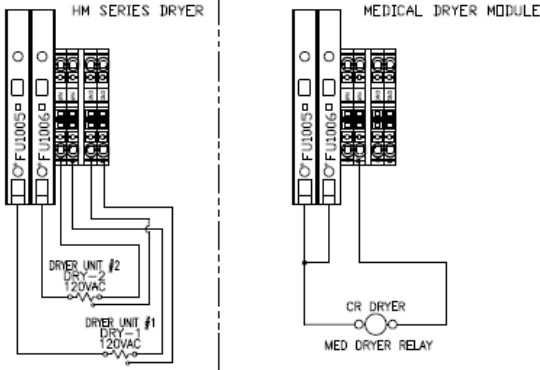 HM SERIES DRYER
MEDICAL DRYER MODULE
FU1005
FU1006
FU1005
FU1006
DRYER UNIT #2
DRY-2
120VAC
DRYER UNIT #1
DRY-1
120VAC
CR DRYER
MED DRYER RELAY